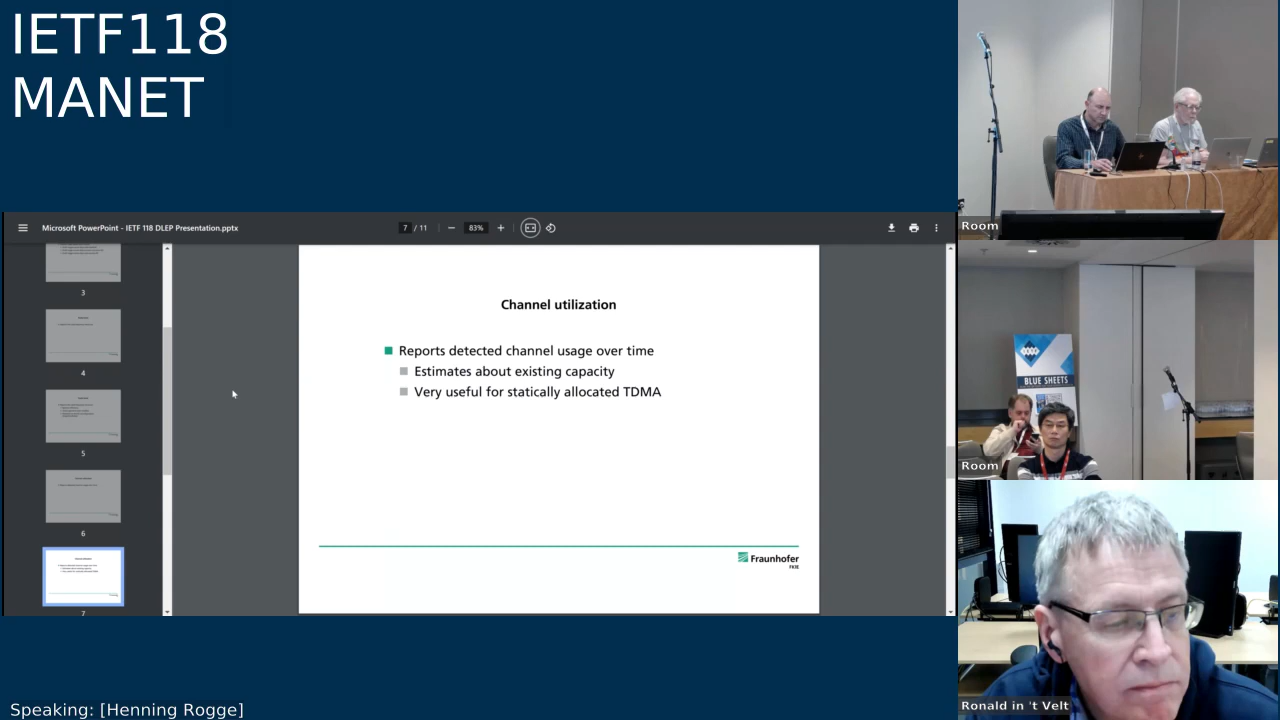 IETF118
MANET
Microsoft PowerPoint - IETF 118 DLEP Presentation.pptx
7 / 11
83%
3
4
5
6
7
Channel utilization
Reports detected channel usage over time
Estimates about existing capacity
Very useful for statically allocated TDMA
Fraunhofer
FKIE
Room
BLUE SHEETS
Room
Ronald in 't Velt
Speaking: [Henning Rogge]